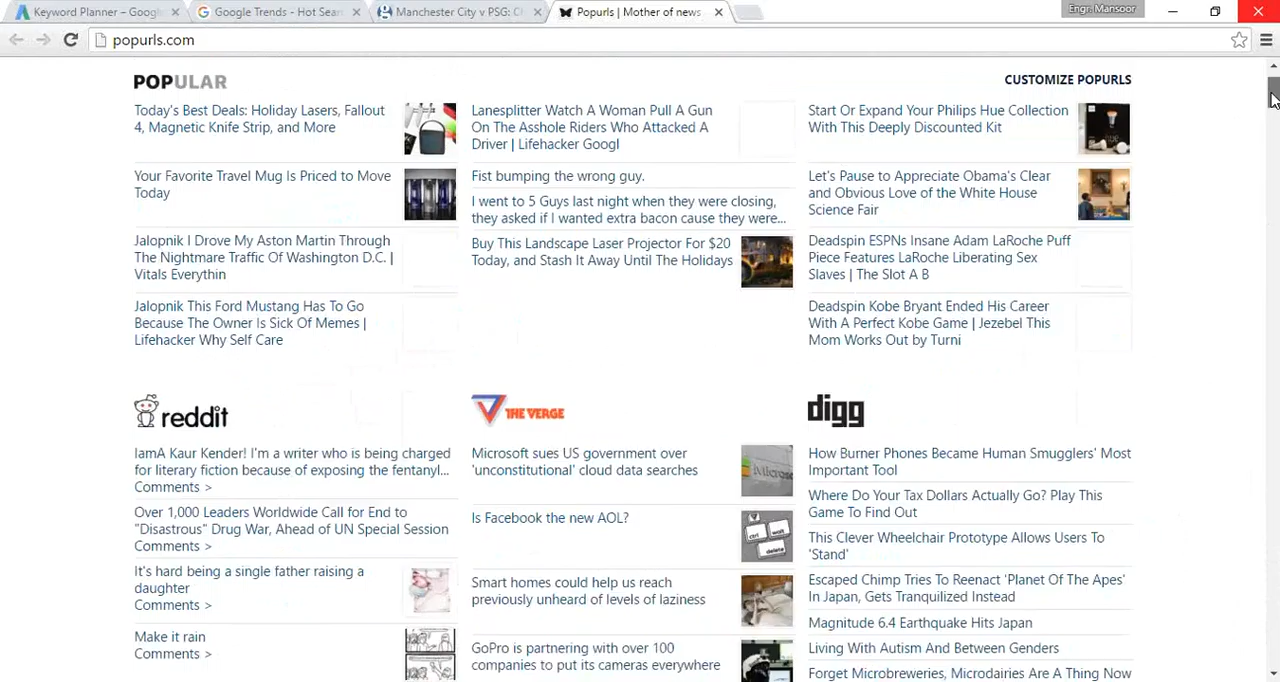 Keyword Planner – Googl
Google Trends - Hot Sear
Manchester City v PSG: Ch
Popurls | Mother of news
Engr. Mansoor
popurls.com
POPULAR
CUSTOMIZE POPURLS
Today's Best Deals: Holiday Lasers, Fallout
4, Magnetic Knife Strip, and More
Your Favorite Travel Mug Is Priced to Move
Today
Jalopnik I Drove My Aston Martin Through
The Nightmare Traffic Of Washington D.C. |
Vitals Everythin
Jalopnik This Ford Mustang Has To Go
Because The Owner Is Sick Of Memes |
Lifehacker Why Self Care
Lanesplitter Watch A Woman Pull A Gun
On The Asshole Riders Who Attacked A
Driver | Lifehacker Googl
Fist bumping the wrong guy.
I went to 5 Guys last night when they were closing,
they asked if I wanted extra bacon cause they were...
Buy This Landscape Laser Projector For $20
Today, and Stash It Away Until The Holidays
Start Or Expand Your Philips Hue Collection
With This Deeply Discounted Kit
hue
Let's Pause to Appreciate Obama's Clear
and Obvious Love of the White House
Science Fair
Deadspin ESPNs Insane Adam LaRoche Puff
Piece Features LaRoche Liberating Sex
Slaves | The Slot A B
Deadspin Kobe Bryant Ended His Career
With A Perfect Kobe Game | Jezebel This
Mom Works Out by Turni
reddit
IamA Kaur Kender! I'm a writer who is being charged
for literary fiction because of exposing the fentanyl...
Comments >
Over 1,000 Leaders Worldwide Call for End to
"Disastrous" Drug War, Ahead of UN Special Session
Comments >
It's hard being a single father raising a
daughter
Comments >
Make it rain
Comments >
THE VERGE
Microsoft sues US government over
'unconstitutional' cloud data searches
Micros
Is Facebook the new AOL?
ctrl
wait
delete
Smart homes could help us reach
previously unheard of levels of laziness
GoPro is partnering with over 100
companies to put its cameras everywhere
digg
How Burner Phones Became Human Smugglers' Most
Important Tool
Where Do Your Tax Dollars Actually Go? Play This
Game To Find Out
This Clever Wheelchair Prototype Allows Users To
'Stand'
Escaped Chimp Tries To Reenact 'Planet Of The Apes'
In Japan, Gets Tranquilized Instead
Magnitude 6.4 Earthquake Hits Japan
Living With Autism And Between Genders
Forget Microbreweries, Microdairies Are A Thing Now